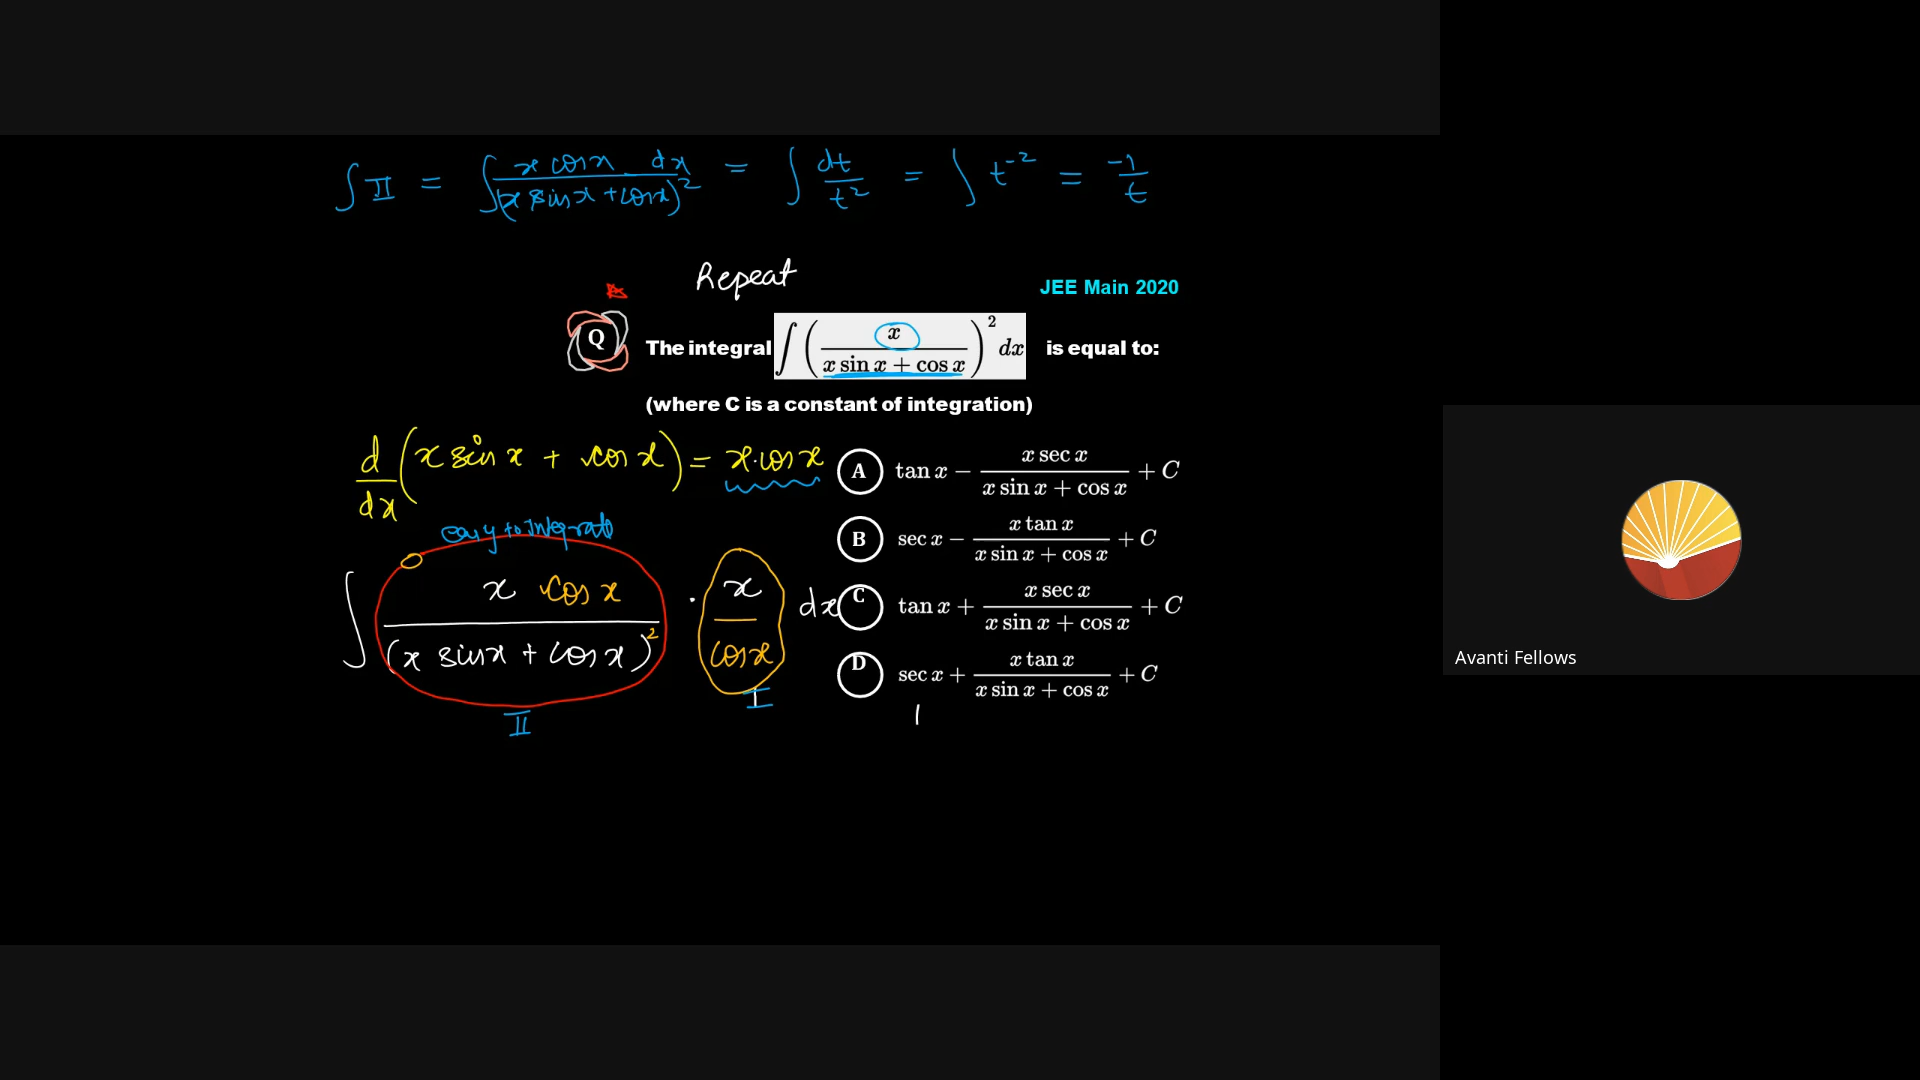 ∫ II = ∫ x cos x dx / (x sin x + cos x)² = ∫ dt / t² = ∫ t⁻² = -1 / t
Repeat
JEE Main 2020
Q The integral ∫ ( x / (x sin x + cos x) )² dx is equal to:
(where C is a constant of integration)
d/dx (x sin x + cos x) = x·cos x
A tan x − x sec x / (x sin x + cos x) + C
easy to integrate
B sec x − x tan x / (x sin x + cos x) + C
∫ x cos x / (x sin x + cos x)² · x / cos x dx
C tan x + x sec x / (x sin x + cos x) + C
D sec x + x tan x / (x sin x + cos x) + C
II I
Avanti Fellows